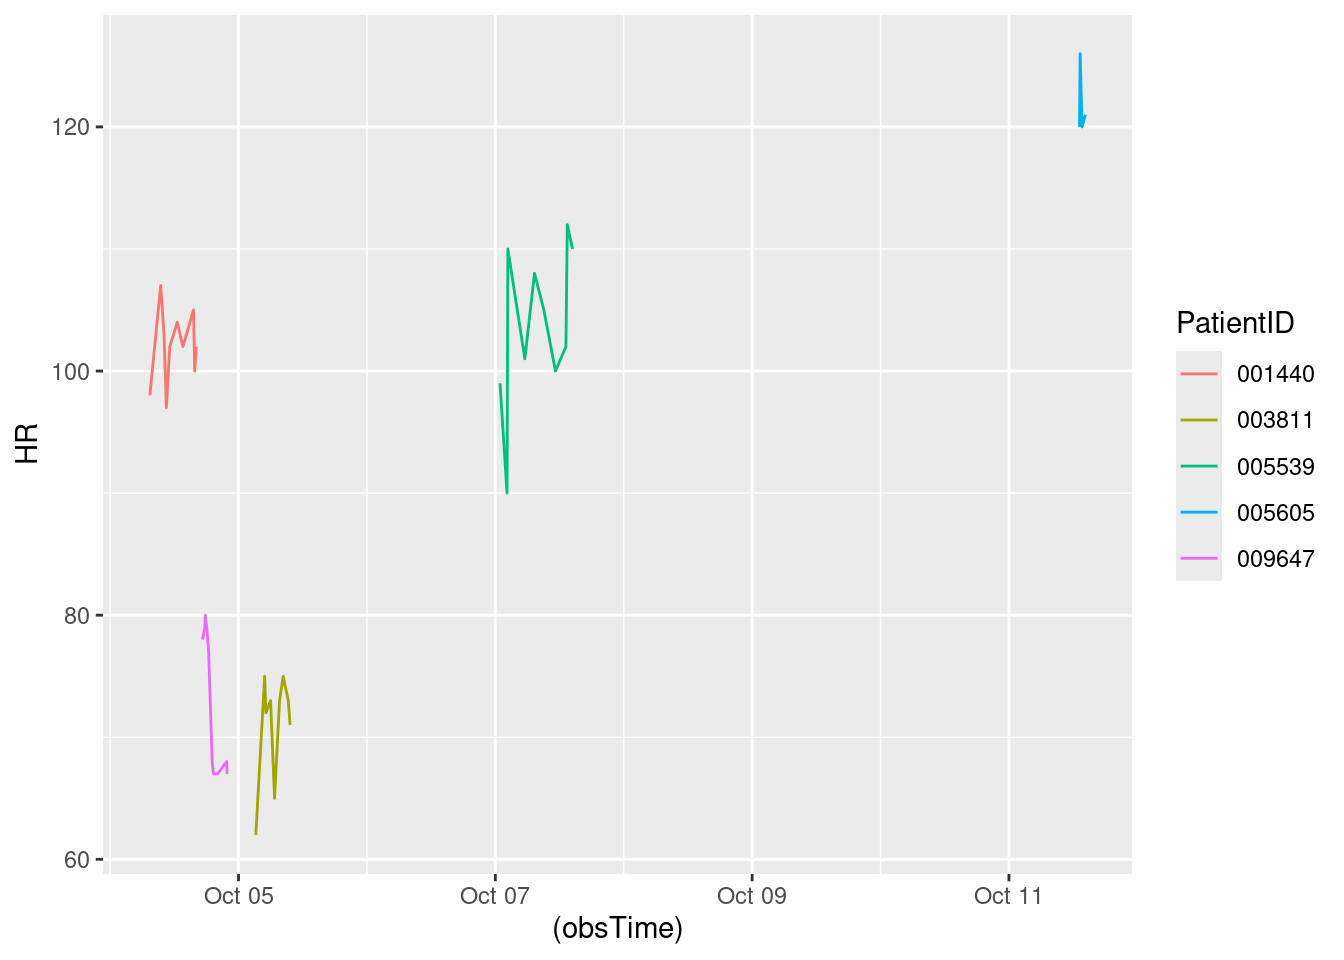 120
100
80
60
HR
Oct 05
Oct 07
Oct 09
Oct 11
(obsTime)
PatientID
001440
003811
005539
005605
009647